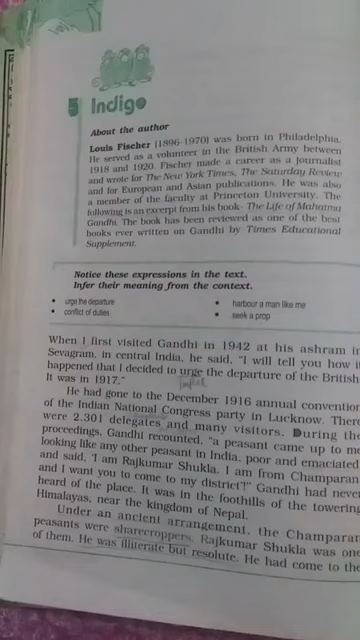 5 Indigo
About the author
Louis Fischer (1896-1970) was born in Philadelphia.
He served as a volunteer in the British Army between
1918 and 1920. Fischer made a career as a journalist
and wrote for The New York Times, The Saturday Review
and for European and Asian publications. He was also
a member of the faculty at Princeton University. The
following is an excerpt from his book- The Life of Mahatma
Gandhi. The book has been reviewed as one of the best
books ever written on Gandhi by Times Educational
Supplement.
Notice these expressions in the text.
Infer their meaning from the context.
• urge the departure
• conflict of duties
• harbour a man like me
• seek a prop
When I first visited Gandhi in 1942 at his ashram in
Sevagram, in central India, he said, "I will tell you how it
happened that I decided to urge the departure of the British.
It was in 1917."
He had gone to the December 1916 annual convention
of the Indian National Congress party in Lucknow. There
were 2,301 delegates and many visitors. During the
proceedings, Gandhi recounted, "a peasant came up to me
looking like any other peasant in India, poor and emaciated,
and said, 'I am Rajkumar Shukla. I am from Champaran,
and I want you to come to my district'!" Gandhi had never
heard of the place. It was in the foothills of the towering
Himalayas, near the kingdom of Nepal.
Under an ancient arrangement, the Champaran
peasants were sharecroppers. Rajkumar Shukla was one
of them. He was illiterate but resolute. He had come to the